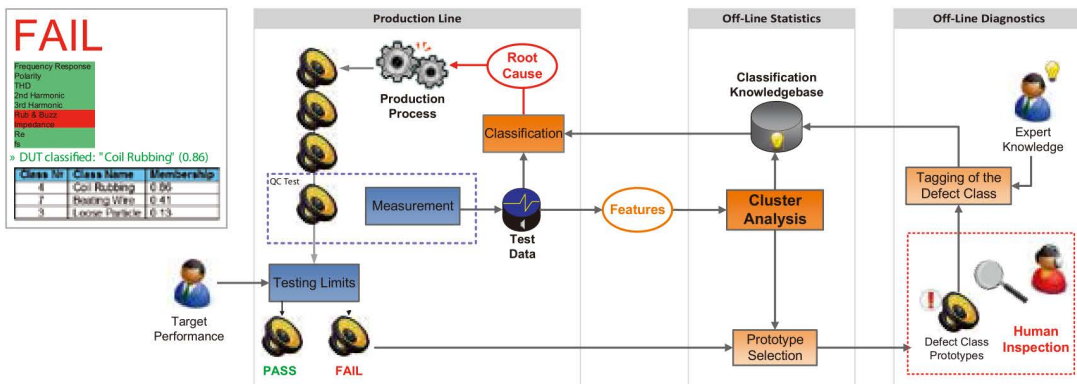 FAIL
Frequency Response
Polarity
THD
2nd Harmonic
3rd Harmonic
Rub & Buzz
Impedance
Re
fs
» DUT classified: "Coil Rubbing" (0.86)
Class Nr Class Name Membership
4 Coil Rubbing 0.86
7 Beating Wire 0.41
3 Loose Particle 0.13
Production Line
Off-Line Statistics
Off-Line Diagnostics
Root
Cause
Production
Process
Classification
Classification
Knowledgebase
Expert
Knowledge
Tagging of the
Defect Class
QC Test
Measurement
Test
Data
Features
Cluster
Analysis
Testing Limits
Target
Performance
PASS
FAIL
Prototype
Selection
!
Defect Class
Prototypes
Human
Inspection